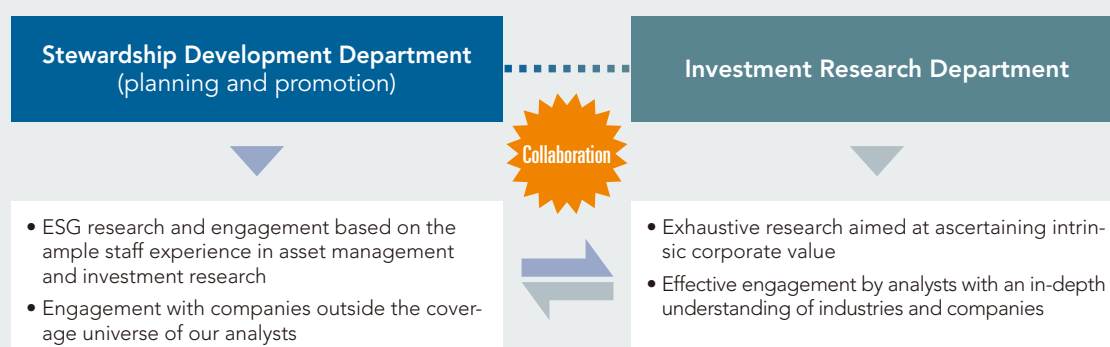 Stewardship Development Department
(planning and promotion)
Investment Research Department
Collaboration
• ESG research and engagement based on the
ample staff experience in asset management
and investment research
• Engagement with companies outside the cover-
age universe of our analysts
• Exhaustive research aimed at ascertaining intrin-
sic corporate value
• Effective engagement by analysts with an in-depth
understanding of industries and companies